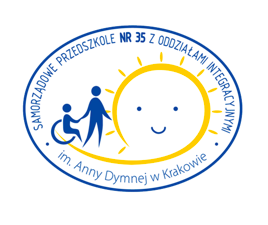 SAMORZĄDOWE PRZEDSZKOLE NR 35 Z ODDZIAŁAMI INTEGRACYJNYMI
im. Anny Dymnej w Krakowie